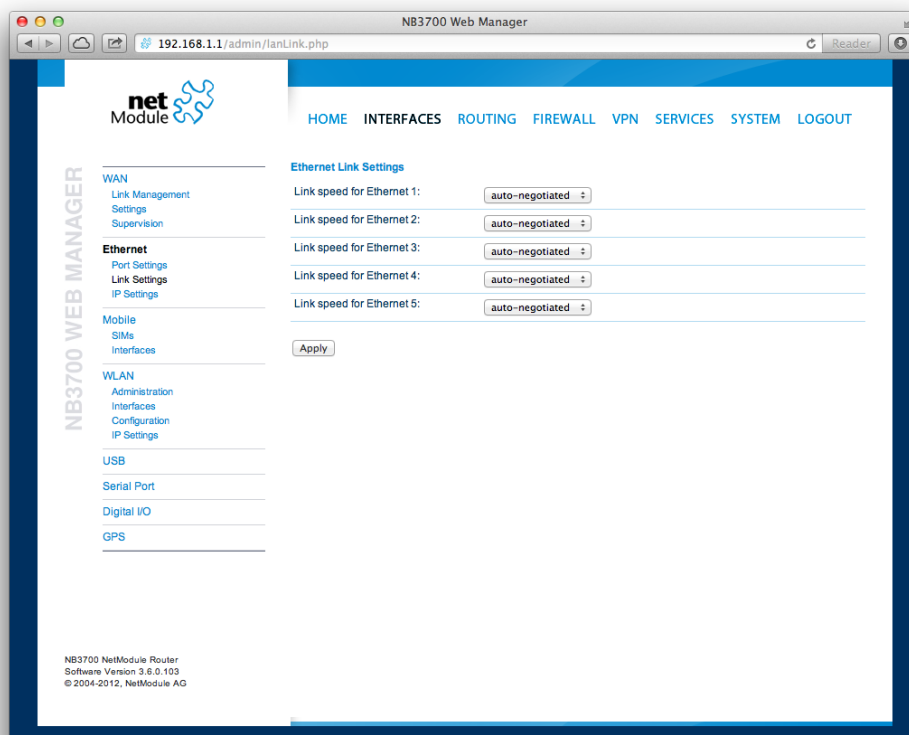 NB3700 Web Manager
192.168.1.1/admin/lanLink.php
Reader
net
Module
HOME INTERFACES ROUTING FIREWALL VPN SERVICES SYSTEM LOGOUT
NB3700 WEB MANAGER
WAN
Link Management
Settings
Supervision
Ethernet
Port Settings
Link Settings
IP Settings
Mobile
SIMs
Interfaces
WLAN
Administration
Interfaces
Configuration
IP Settings
USB
Serial Port
Digital I/O
GPS
Ethernet Link Settings
Link speed for Ethernet 1: auto-negotiated
Link speed for Ethernet 2: auto-negotiated
Link speed for Ethernet 3: auto-negotiated
Link speed for Ethernet 4: auto-negotiated
Link speed for Ethernet 5: auto-negotiated
Apply
NB3700 NetModule Router
Software Version 3.6.0.103
© 2004-2012, NetModule AG